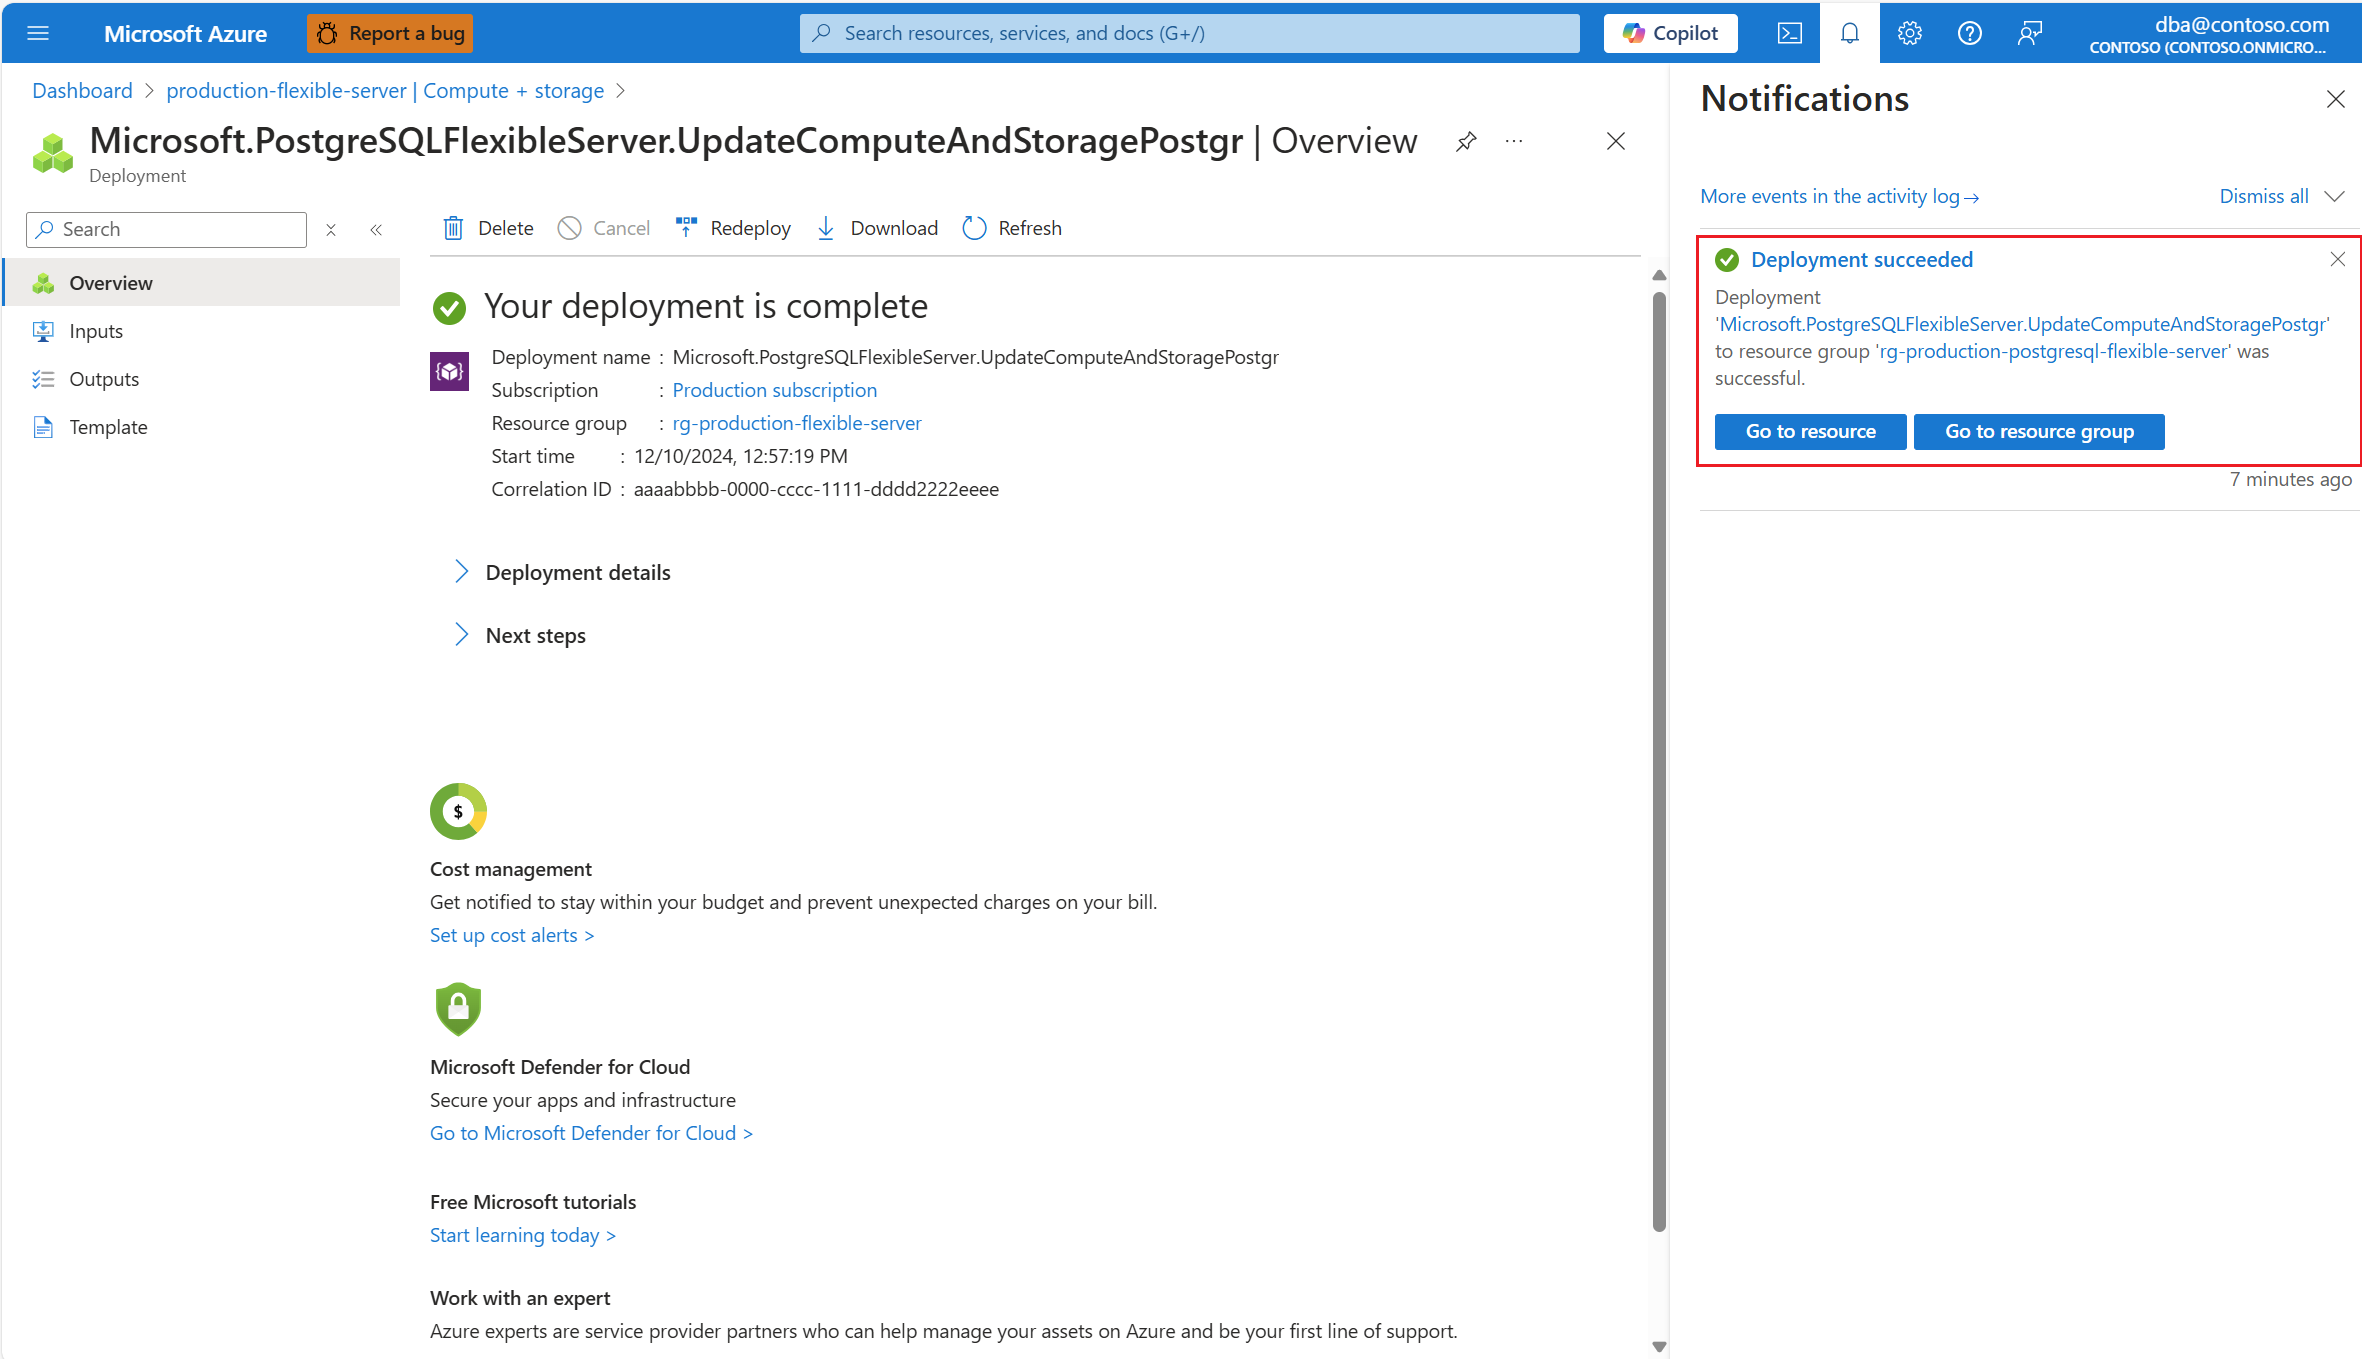 Microsoft Azure
Report a bug
Search resources, services, and docs (G+/)
Copilot
dba@contoso.com
CONTOSO (CONTOSO.ONMICRO...
Dashboard > production-flexible-server | Compute + storage >
Microsoft.PostgreSQLFlexibleServer.UpdateComputeAndStoragePostgr | Overview
Deployment
Search
Overview
Inputs
Outputs
Template
Delete
Cancel
Redeploy
Download
Refresh
Your deployment is complete
Deployment name : Microsoft.PostgreSQLFlexibleServer.UpdateComputeAndStoragePostgr
Subscription : Production subscription
Resource group : rg-production-flexible-server
Start time : 12/10/2024, 12:57:19 PM
Correlation ID : aaaabbbb-0000-cccc-1111-dddd2222eeee
Deployment details
Next steps
$
Cost management
Get notified to stay within your budget and prevent unexpected charges on your bill.
Set up cost alerts >
Microsoft Defender for Cloud
Secure your apps and infrastructure
Go to Microsoft Defender for Cloud >
Free Microsoft tutorials
Start learning today >
Work with an expert
Azure experts are service provider partners who can help manage your assets on Azure and be your first line of support.
Notifications
More events in the activity log→
Dismiss all
Deployment succeeded
Deployment
'Microsoft.PostgreSQLFlexibleServer.UpdateComputeAndStoragePostgr'
to resource group 'rg-production-postgresql-flexible-server' was
successful.
Go to resource
Go to resource group
7 minutes ago